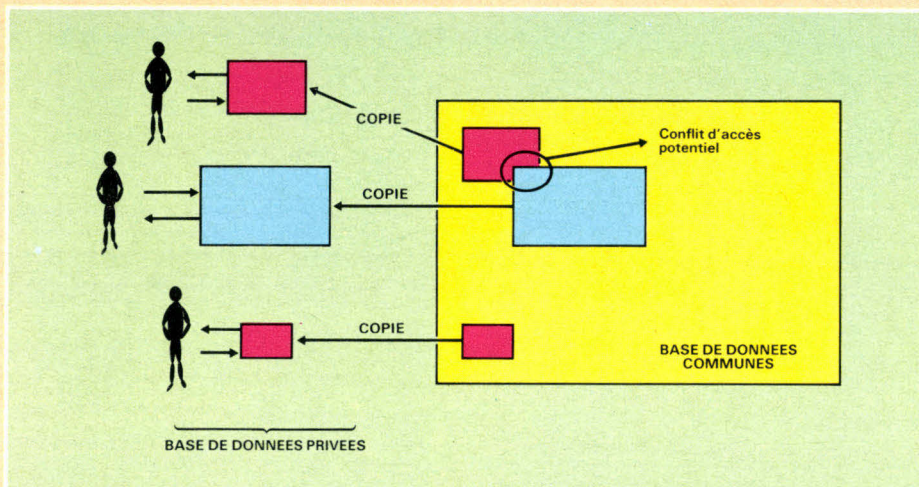 COPIE
Conflit d'accès
potentiel
COPIE
COPIE
BASE DE DONNEES
COMMUNES
BASE DE DONNEES PRIVEES